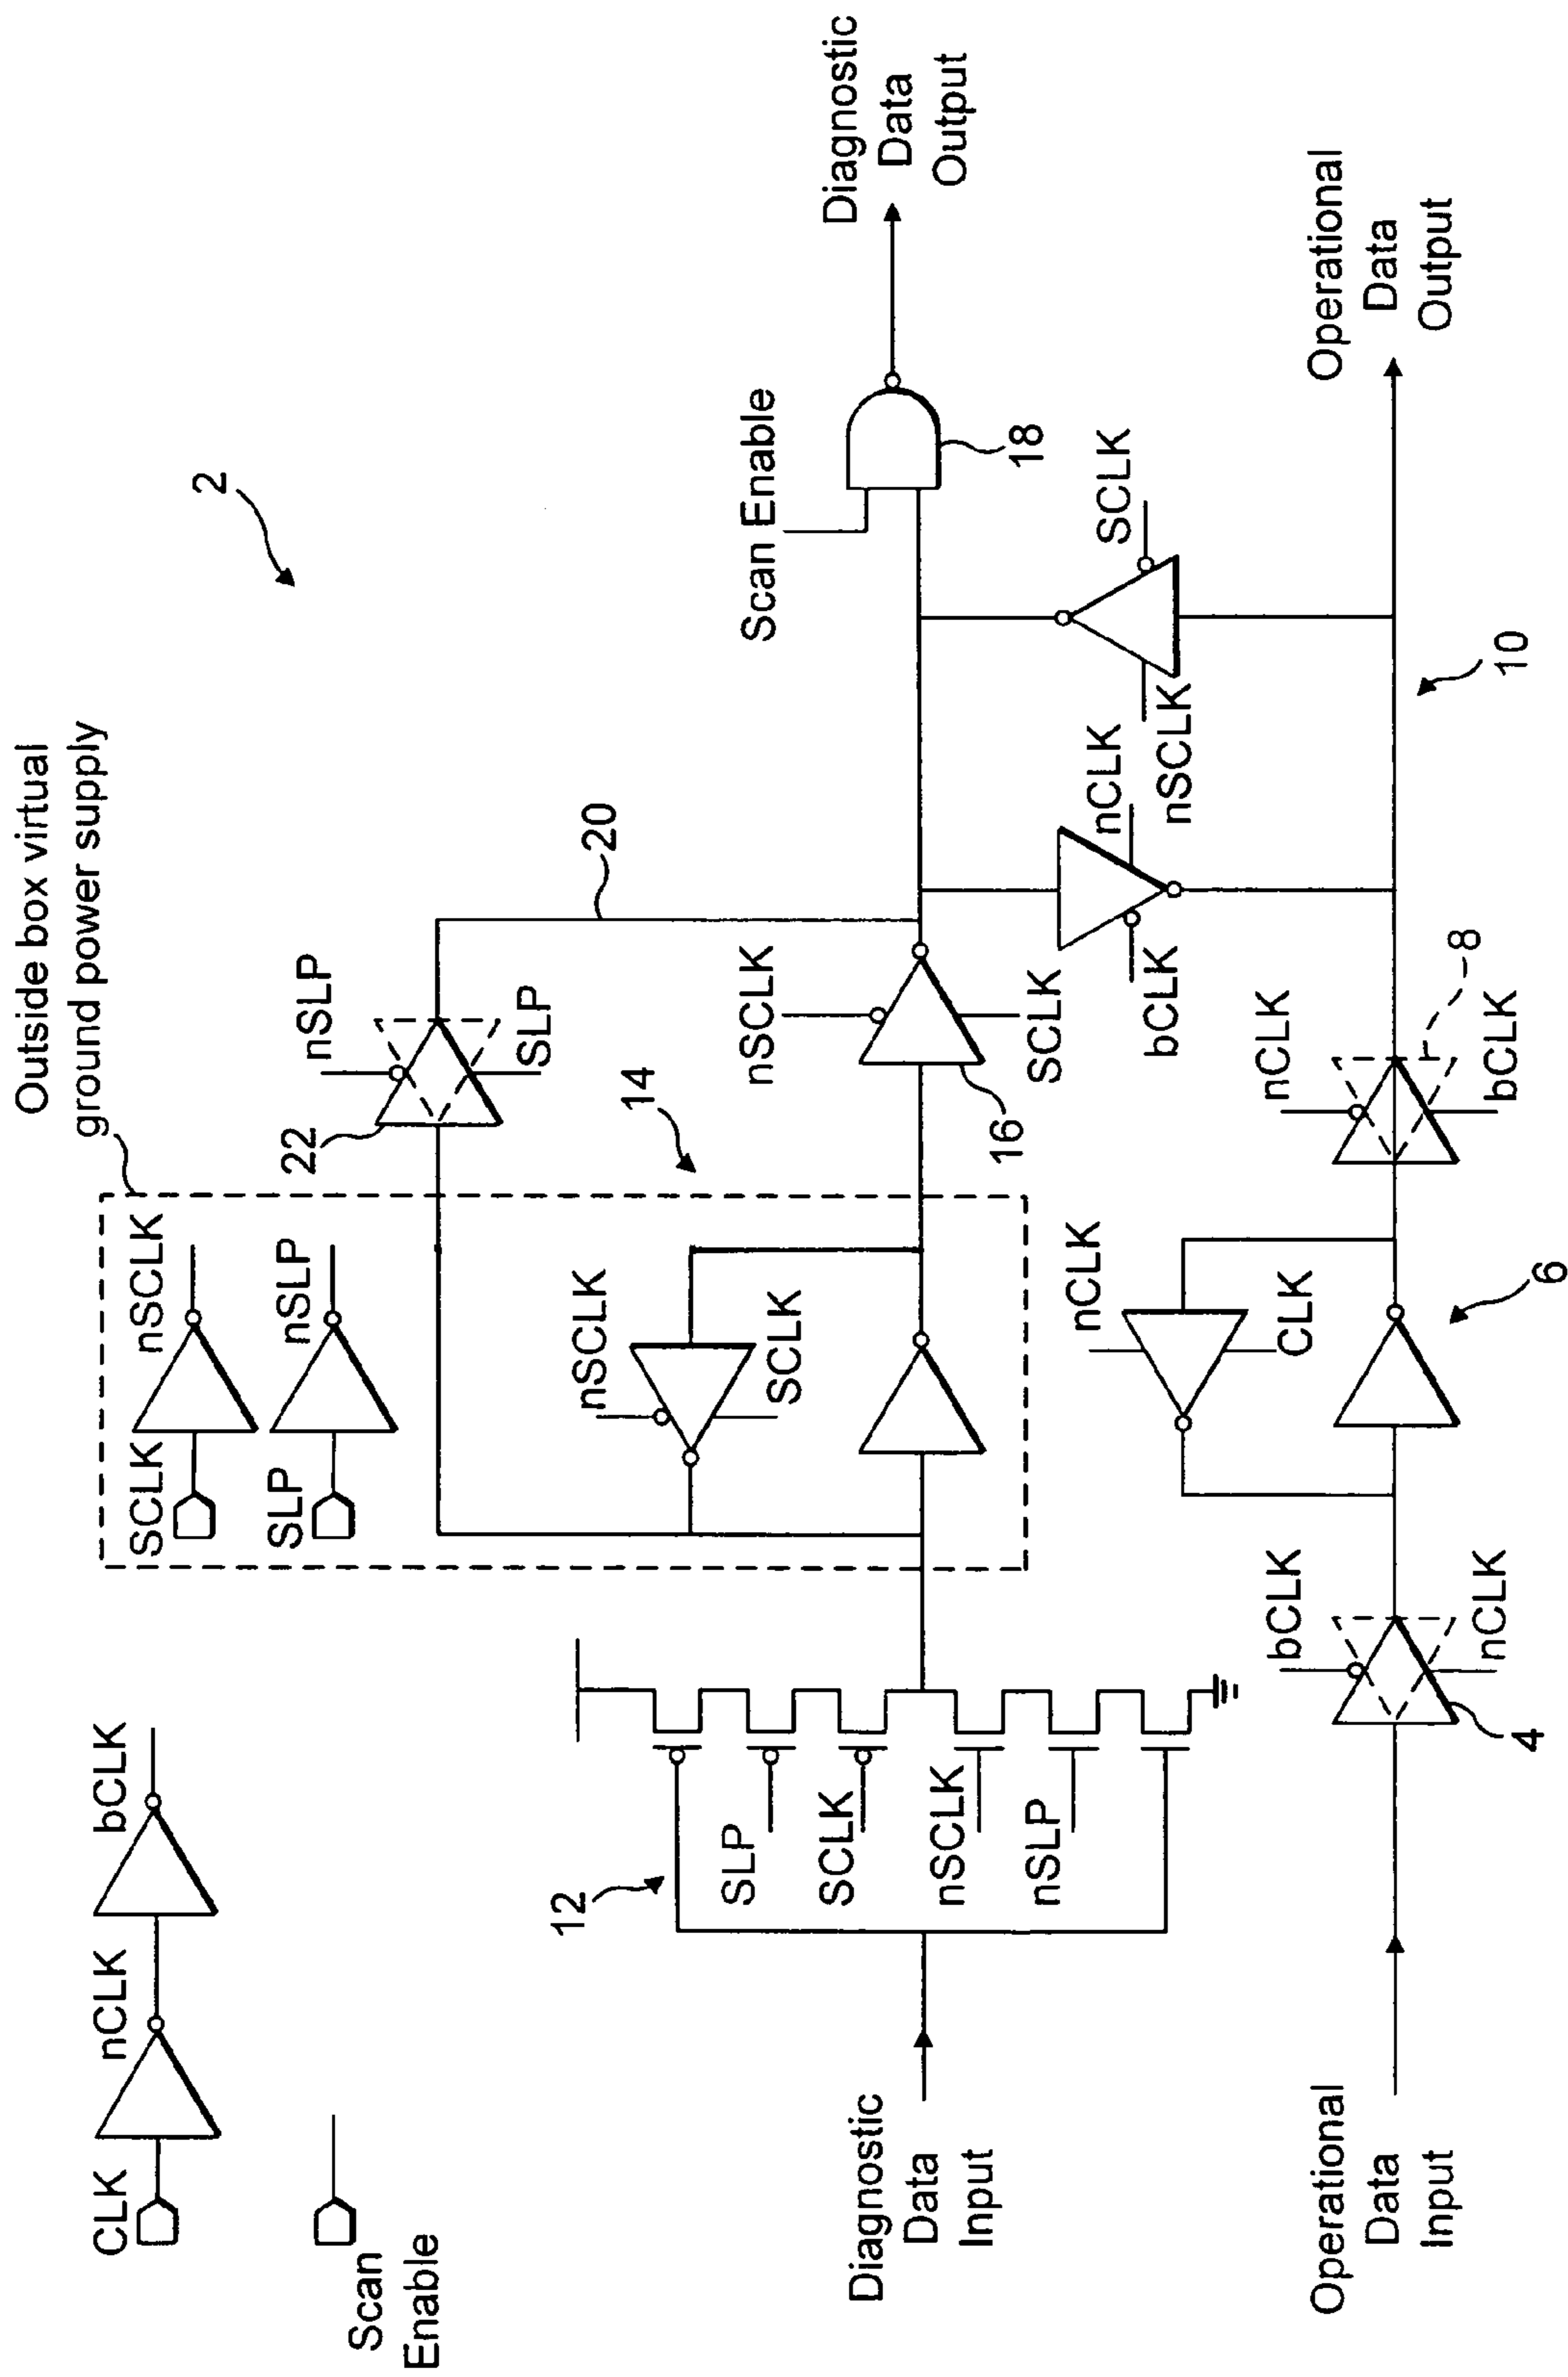 Outside box virtual
ground power supply
2
CLK
nCLK
bCLK
Scan
Enable
SCLK
nSCLK
SLP
nSLP
nSLP
SLP
22
20
14
12
SLP
SCLK
nSCLK
nSLP
nSCLK
SCLK
nSCLK
SCLK
16
Scan Enable
18
Diagnostic
Data
Output
Diagnostic
Data
Input
bCLK
nCLK
nSCLK
SCLK
10
Operational
Data
Output
Operational
Data
Input
bCLK
nCLK
4
nCLK
CLK
6
nCLK
bCLK
8